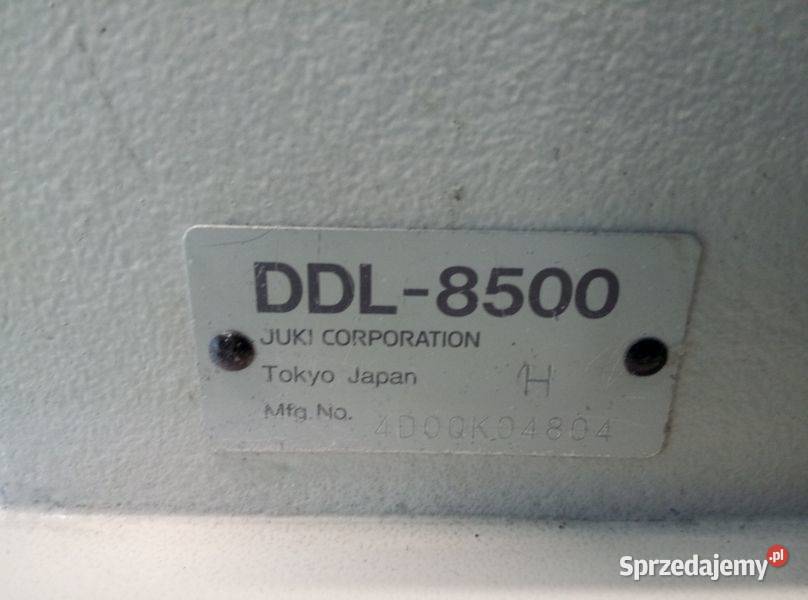 DDL-8500
JUKI CORPORATION
Tokyo Japan H
Mfg.No. 4D0QK04804
Sprzedajemy.pl